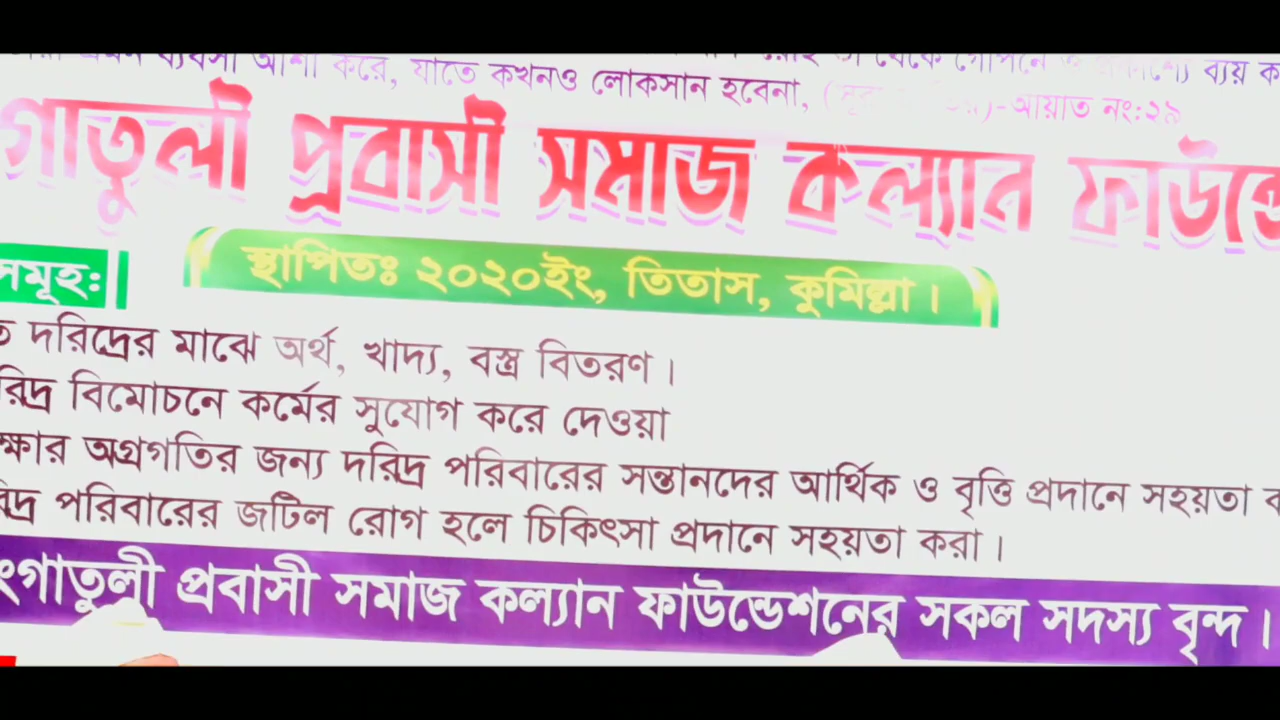 ব্যবসা আশা করে, যাতে কখনও লোকসান হবেনা, আয়াত নং:২৯
গাতুলী প্রবাসী সমাজ কল্যান ফাউন্ডে
সমূহ:
স্থাপিতঃ ২০২০ইং, তিতাস, কুমিল্লা।
দরিদ্রের মাঝে অর্থ, খাদ্য, বস্ত্র বিতরণ।
বিমোচনে কর্মের সুযোগ করে দেওয়া
ক্ষার অগ্রগতির জন্য দরিদ্র পরিবারের সন্তানদের আর্থিক ও বৃত্তি প্রদানে সহয়তা ক
পরিবারের জটিল রোগ হলে চিকিৎসা প্রদানে সহয়তা করা।
ংগাতুলী প্রবাসী সমাজ কল্যান ফাউন্ডেশনের সকল সদস্য বৃন্দ।